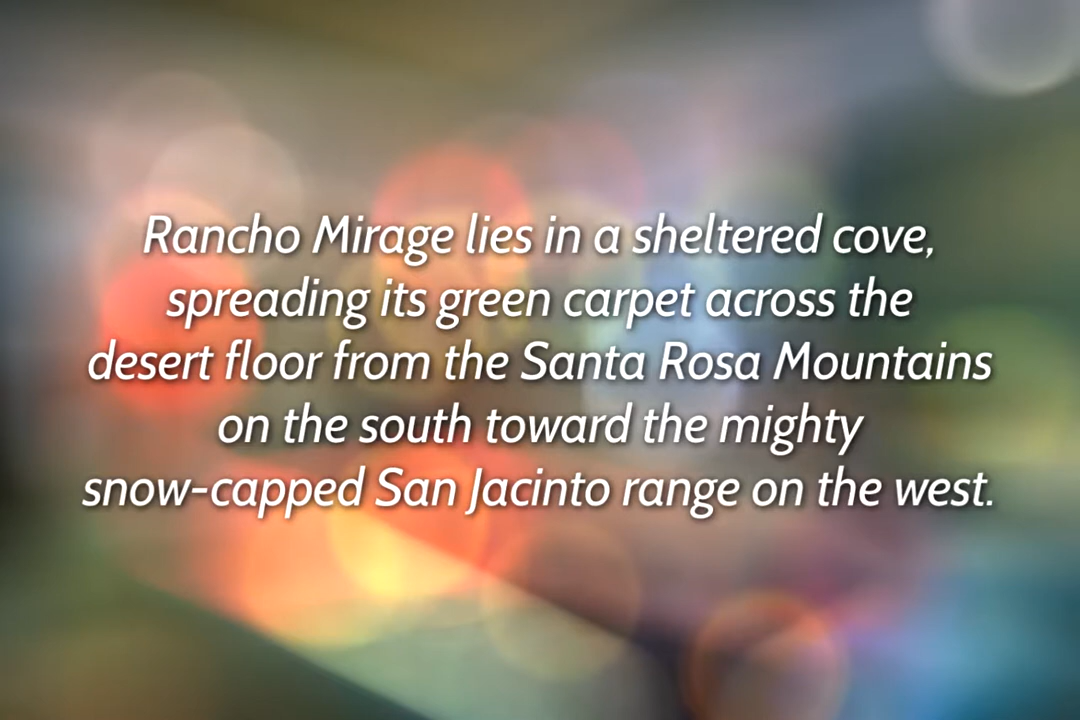 Rancho Mirage lies in a sheltered cove,
spreading its green carpet across the
desert floor from the Santa Rosa Mountains
on the south toward the mighty
snow-capped San Jacinto range on the west.